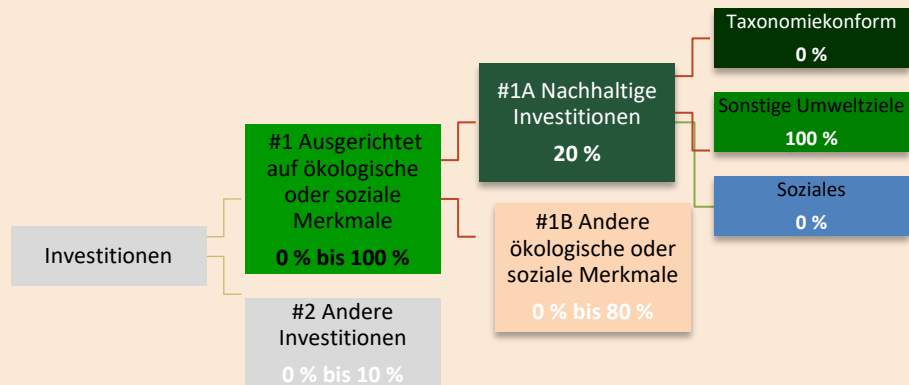 Investitionen
#1 Ausgerichtet
auf ökologische
oder soziale
Merkmale
0 % bis 100 %
#2 Andere
Investitionen
0 % bis 10 %
#1A Nachhaltige
Investitionen
20 %
#1B Andere
ökologische oder
soziale Merkmale
0 % bis 80 %
Taxonomiekonform
0 %
Sonstige Umweltziele
100 %
Soziales
0 %